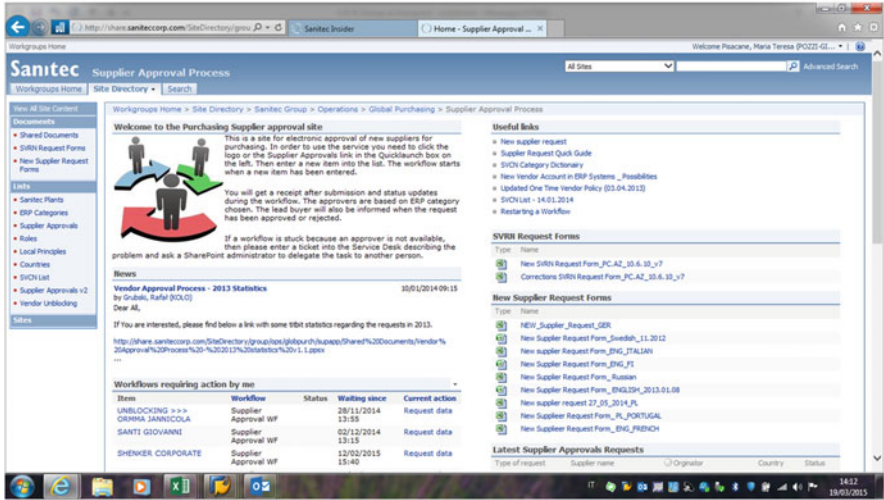 http://share.saniteccorp.com/SiteDirectory/grou
Sanitec Insider
Home - Supplier Approval ...
Workgroups Home
Welcome Pisacane, Maria Teresa (POZZI-GI...
Sanıtec Supplier Approval Process
All Sites
Advanced Search
Workgroups Home
Site Directory
Search
View All Site Content
Documents
Shared Documents
SVRN Request Forms
New Supplier Request Forms
Lists
Sanitec Plants
ERP Categories
Supplier Approvals
Roles
Local Principles
Countries
SVCN List
Supplier Approvals v2
Vendor Unblocking
Sites
Workgroups Home > Site Directory > Sanitec Group > Operations > Global Purchasing > Supplier Approval Process
Welcome to the Purchasing Supplier approval site
This is a site for electronic approval of new suppliers for
purchasing. In order to use the service you need to click the
logo or the Supplier Approvals link in the Quicklaunch box on
the left. Then enter a new item into the list. The workflow starts
when a new item has been entered.
You will get a receipt after submission and status updates
during the workflow. The approvers are based on ERP category
chosen. The lead buyer will also be informed when the request
has been approved or rejected.
If a workflow is stuck because an approver is not available,
then please enter a ticket into the Service Desk describing the
problem and ask a SharePoint administrator to delegate the task to another person.
News
Vendor Approval Process - 2013 Statistics
10/01/2014 09:15
by Grubski, Rafał (KOLO)
Dear All,
If You are interested, please find below a link with some titbit statistics regarding the requests in 2013.
http://share.saniteccorp.com/SiteDirectory/group/ops/globpurch/supapp/Shared%20Documents/Vendor%
20Approval%20Process%20-%202013%20statistics%20v1.1.ppsx
...
Workflows requiring action by me
Item Workflow Status Waiting since Current action
UNBLOCKING >>> ORMMA JANNICOLA
Supplier Approval WF
28/11/2014 13:55
Request data
SANTI GIOVANNI
Supplier Approval WF
02/12/2014 13:15
Request data
SHENKER CORPORATE
Supplier Approval WF
12/02/2015 15:40
Request data
Useful links
New supplier request
Supplier Request Quick Guide
SVCN Category Dictionairy
New Vendor Account in ERP Systems _ Possibilities
Updated One Time Vendor Policy (03.04.2013)
SVCN List - 14.01.2014
Restarting a Workflow
SVRN Request Forms
Type Name
New SVRN Request Form_PC.AZ_10.6.10_v7
Corrections SVRN Request Form_PC.AZ_10.6.10_v7
New Supplier Request Forms
Type Name
NEW_Supplier_Request_GER
New Supplier Request Form_Swedish_11.2012
New supplier Request Form_ENG_ITALIAN
New Supplier Request Form_ENG_FI
New Suppplier Request Form_ Russian
New Supplier Request Form_ ENGLISH_2013.01.08
New supplier request 27_05_2014_PL
New Supplieer Request Form_ PL_PORTUGAL
New Supplieer Request Form_ ENG_FRENCH
Latest Supplier Approvals Requests
Type of request Supplier name Orginator Country Status
IT
14:12
19/03/2015